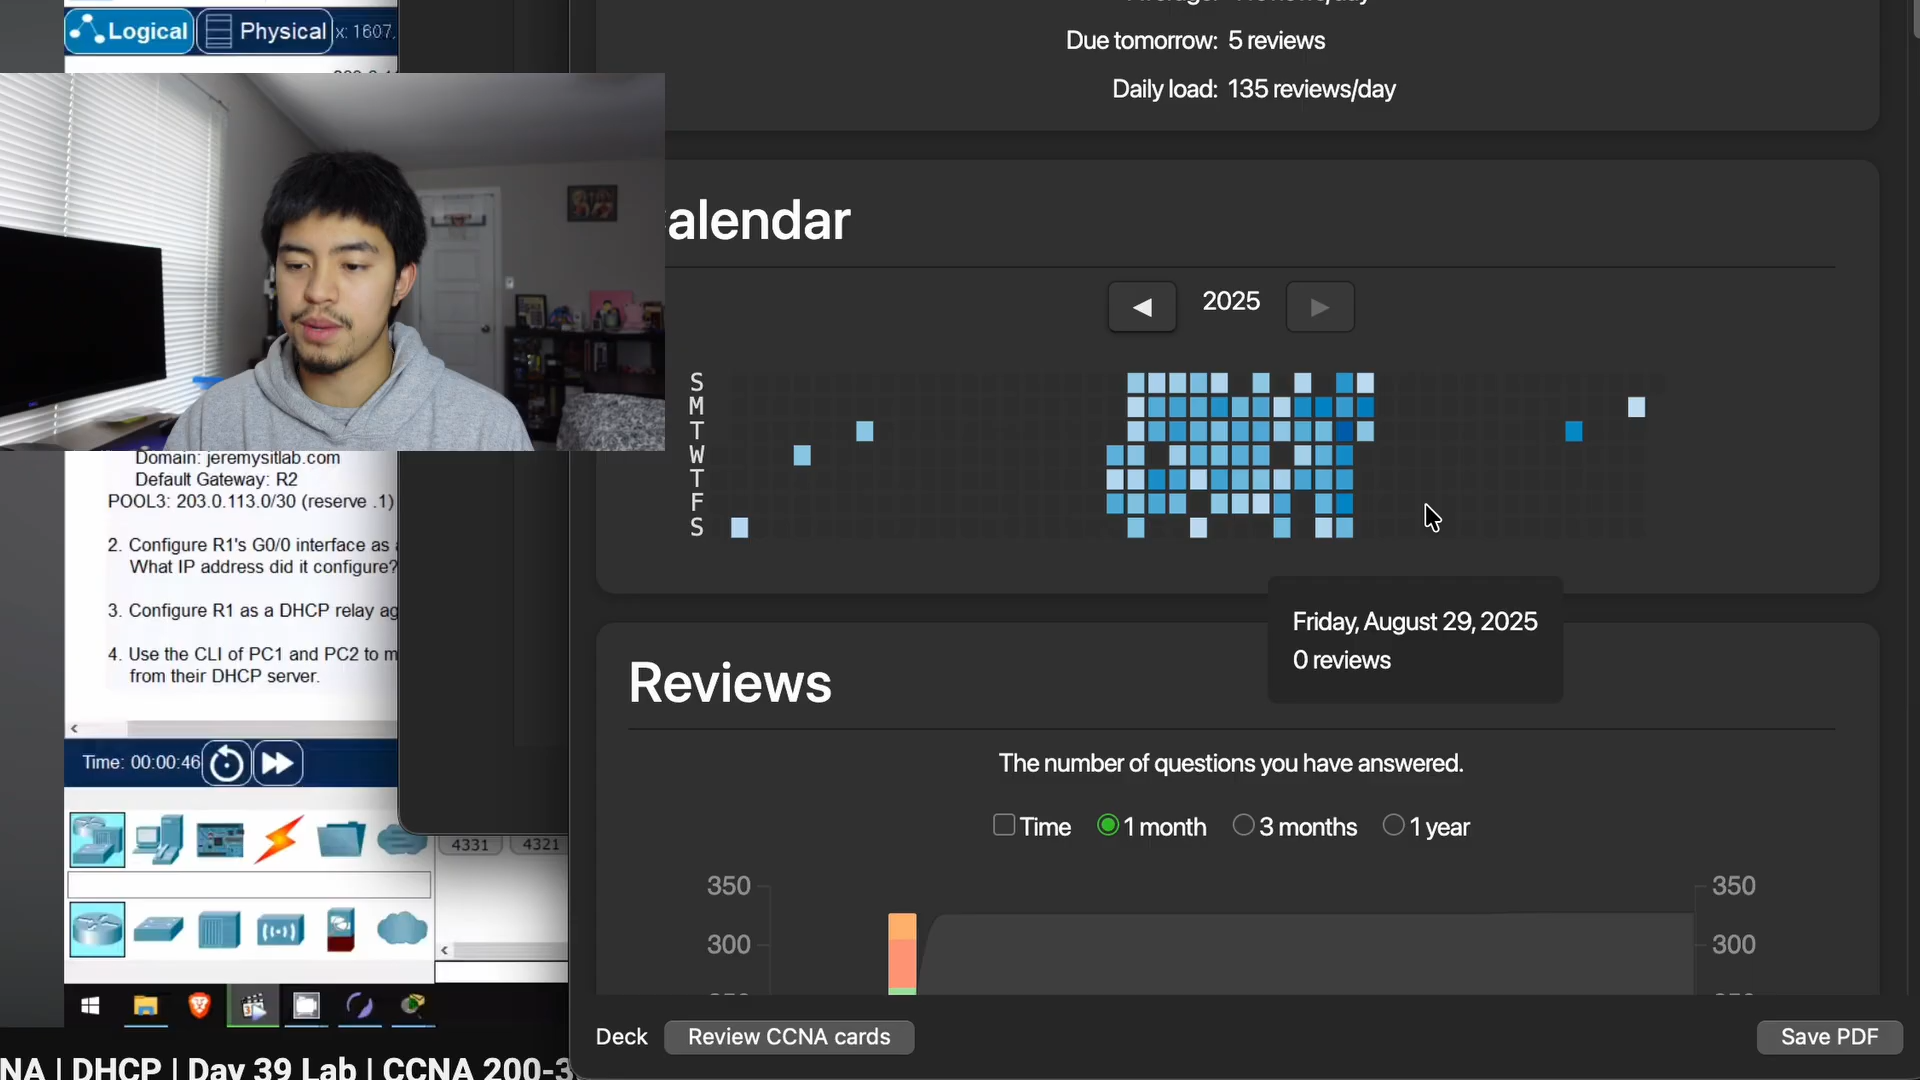 Logical
Physical
x: 1607,
Due tomorrow: 5 reviews
Daily load: 135 reviews/day
alendar
◀ 2025 ▶
S
M
T
W
T
F
S
Friday, August 29, 2025
0 reviews
Domain: jeremysitlab.com
Default Gateway: R2
POOL3: 203.0.113.0/30 (reserve .1)
2. Configure R1's G0/0 interface as
What IP address did it configure?
3. Configure R1 as a DHCP relay ag
4. Use the CLI of PC1 and PC2 to m
from their DHCP server.
Time: 00:00:46
4331
4321
Reviews
The number of questions you have answered.
Time
1 month
3 months
1 year
350
350
300
300
Deck
Review CCNA cards
Save PDF
NA | DHCP | Day 39 Lab | CCNA 200-3